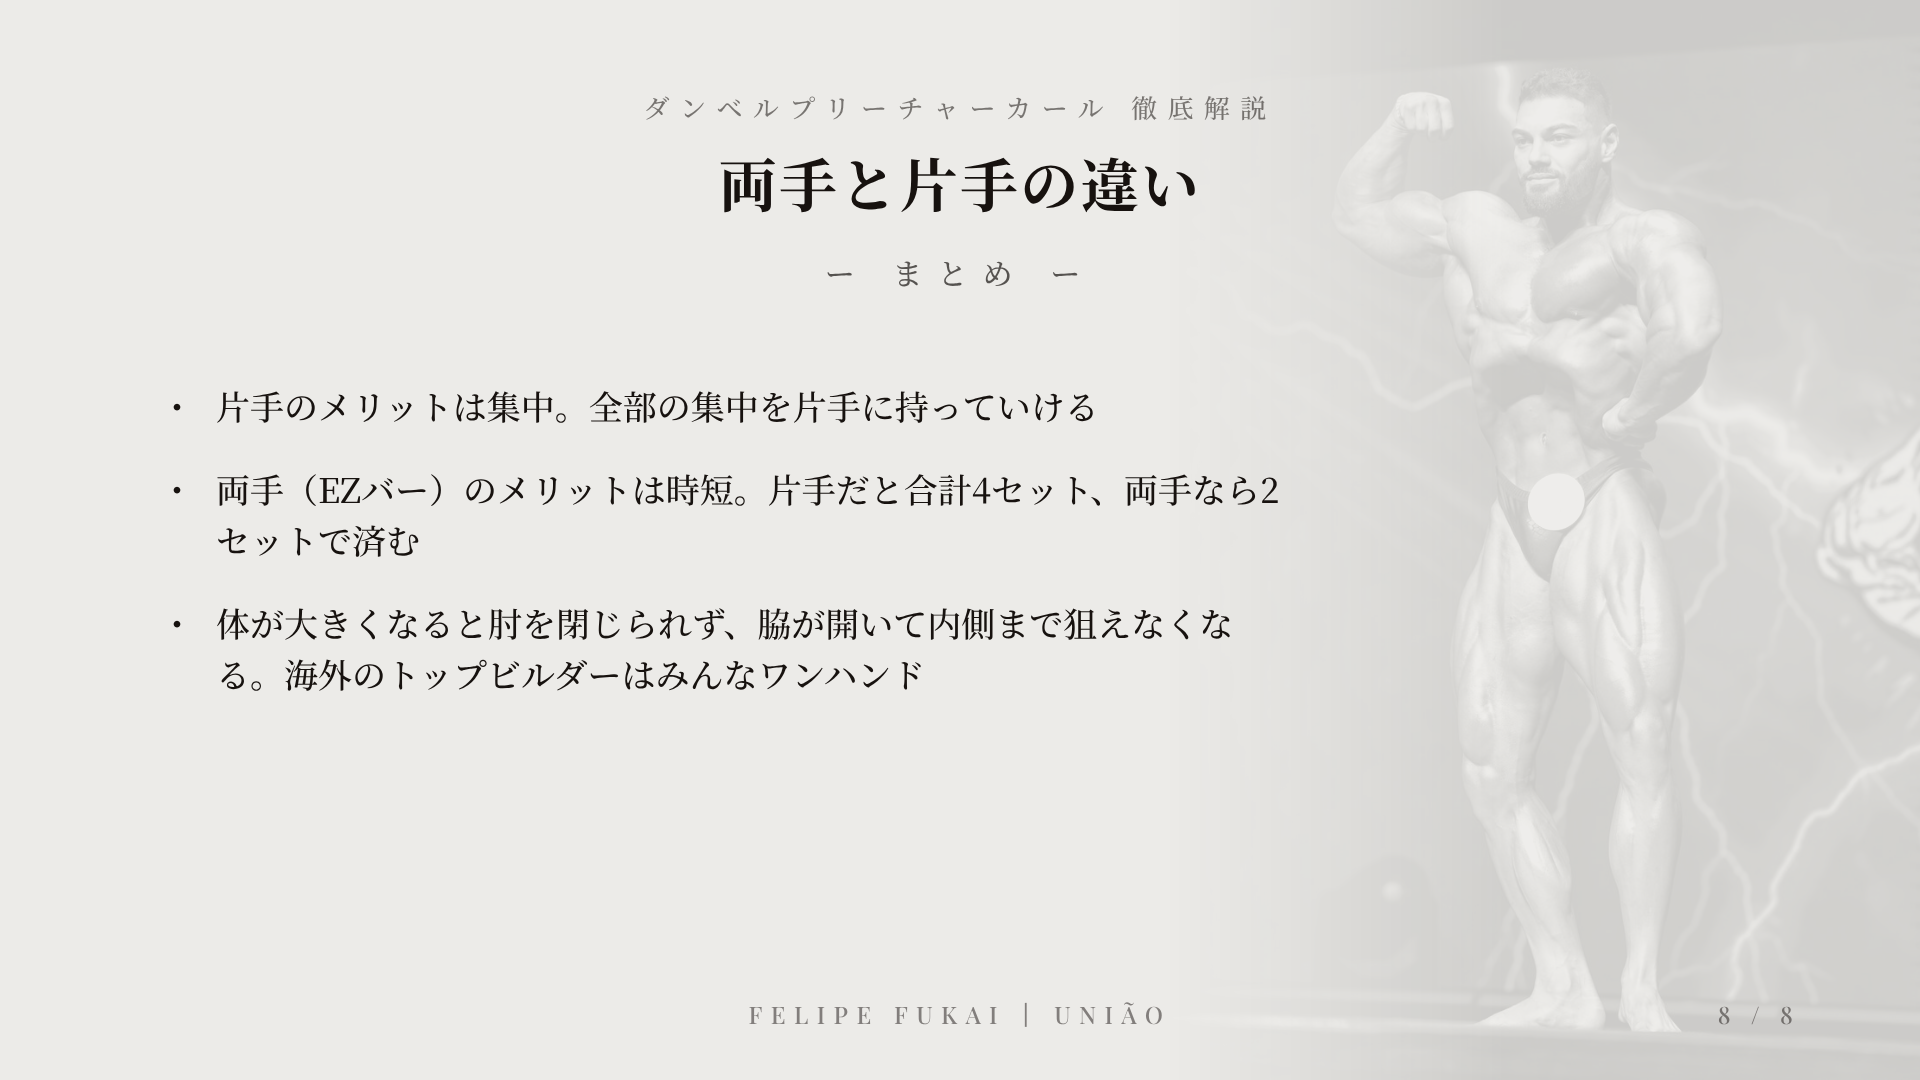 ダンベルプリーチャーカール 徹底解説
両手と片手の違い
ー まとめ ー
・ 片手のメリットは集中。全部の集中を片手に持っていける
・ 両手（EZバー）のメリットは時短。片手だと合計4セット、両手なら2
セットで済む
・ 体が大きくなると肘を閉じられず、脇が開いて内側まで狙えなくな
る。海外のトップビルダーはみんなワンハンド
FELIPE FUKAI | UNIÃO
8 / 8